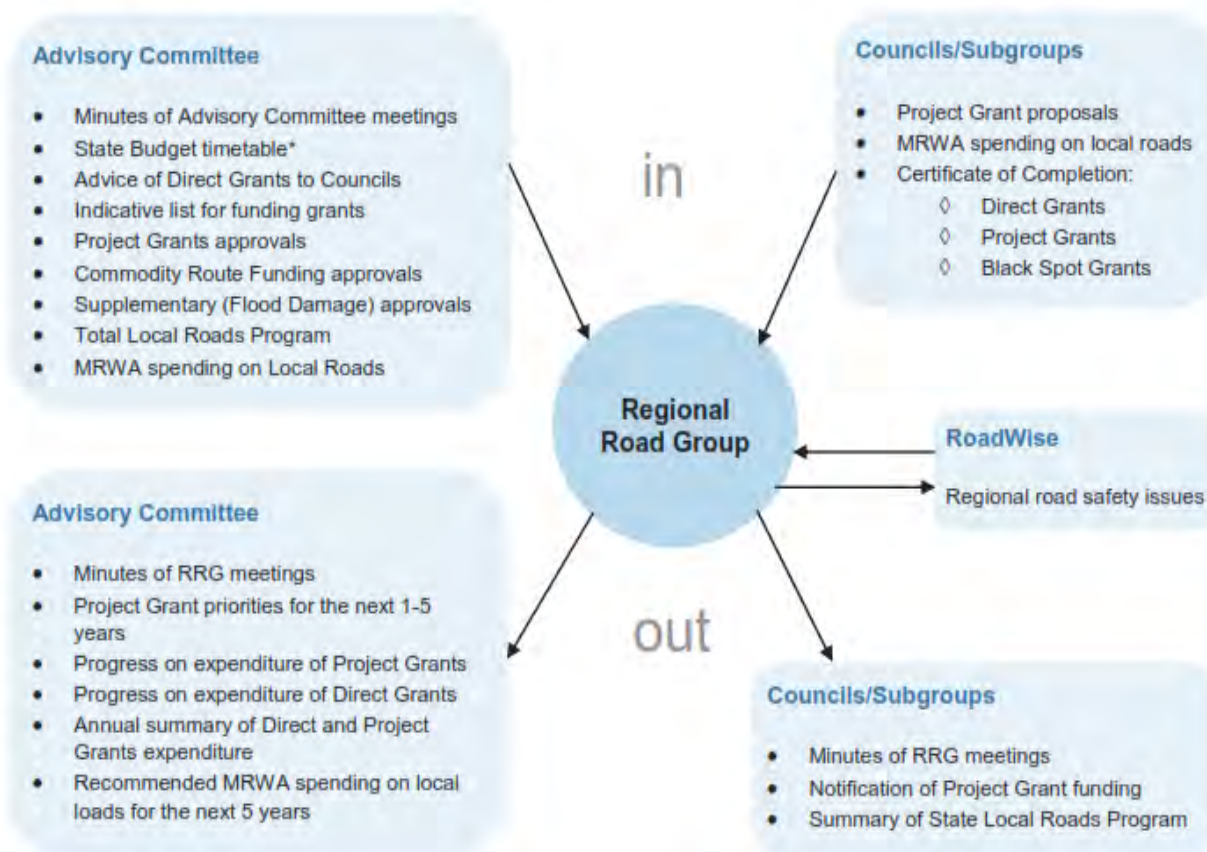 Advisory Committee
• Minutes of Advisory Committee meetings
• State Budget timetable*
• Advice of Direct Grants to Councils
• Indicative list for funding grants
• Project Grants approvals
• Commodity Route Funding approvals
• Supplementary (Flood Damage) approvals
• Total Local Roads Program
• MRWA spending on Local Roads
in
Councils/Subgroups
• Project Grant proposals
• MRWA spending on local roads
• Certificate of Completion:
◊ Direct Grants
◊ Project Grants
◊ Black Spot Grants
Regional
Road Group
RoadWise
Regional road safety issues
Advisory Committee
• Minutes of RRG meetings
• Project Grant priorities for the next 1-5
years
• Progress on expenditure of Project Grants
• Progress on expenditure of Direct Grants
• Annual summary of Direct and Project
Grants expenditure
• Recommended MRWA spending on local
loads for the next 5 years
out
Councils/Subgroups
• Minutes of RRG meetings
• Notification of Project Grant funding
• Summary of State Local Roads Program